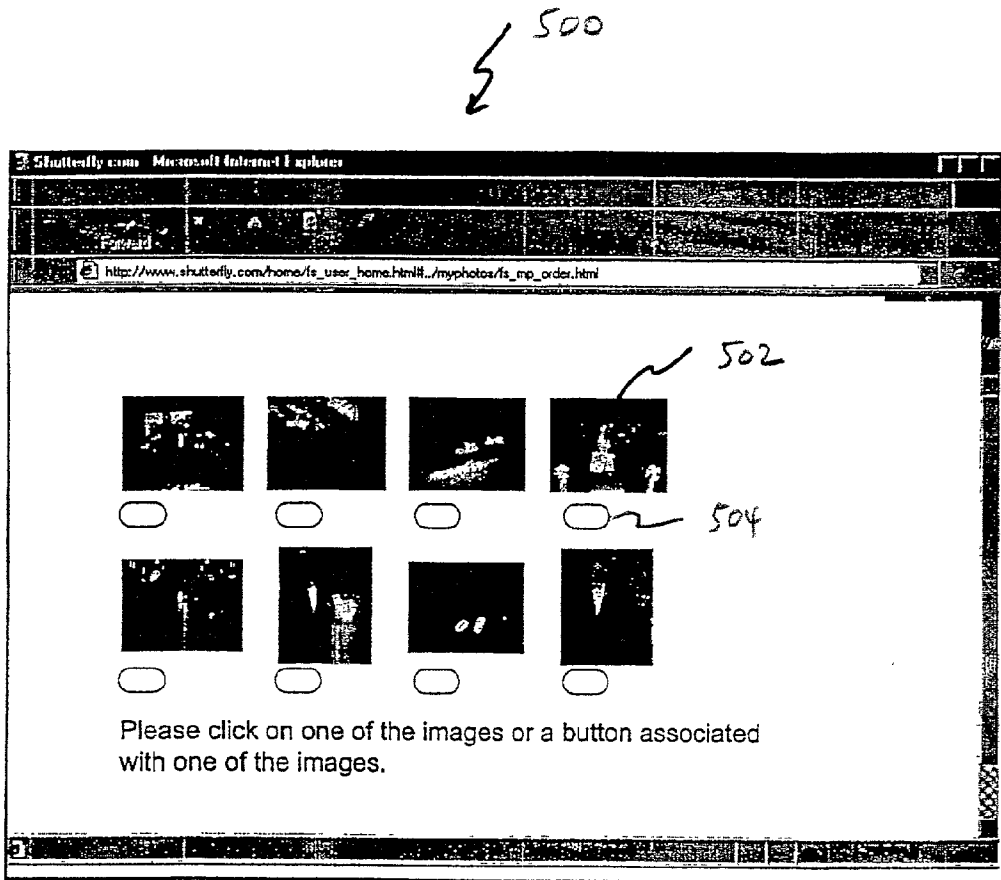 500
Shutterfly.com - Microsoft Internet Explorer
Forward
http://www.shutterfly.com/home/fs_user_home.html#../myphotos/fs_mp_order.html
502
504
Please click on one of the images or a button associated
with one of the images.